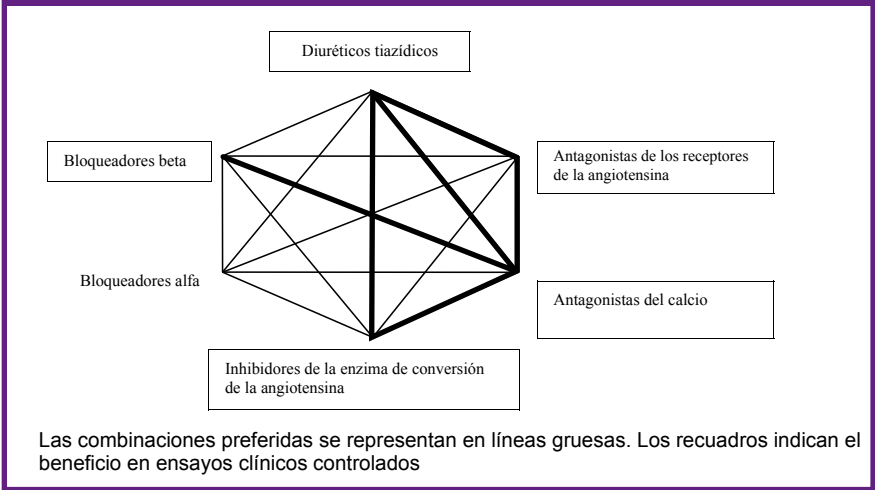 Diuréticos tiazídicos
Bloqueadores beta
Antagonistas de los receptores
de la angiotensina
Bloqueadores alfa
Antagonistas del calcio
Inhibidores de la enzima de conversión
de la angiotensina
Las combinaciones preferidas se representan en líneas gruesas. Los recuadros indican el
beneficio en ensayos clínicos controlados